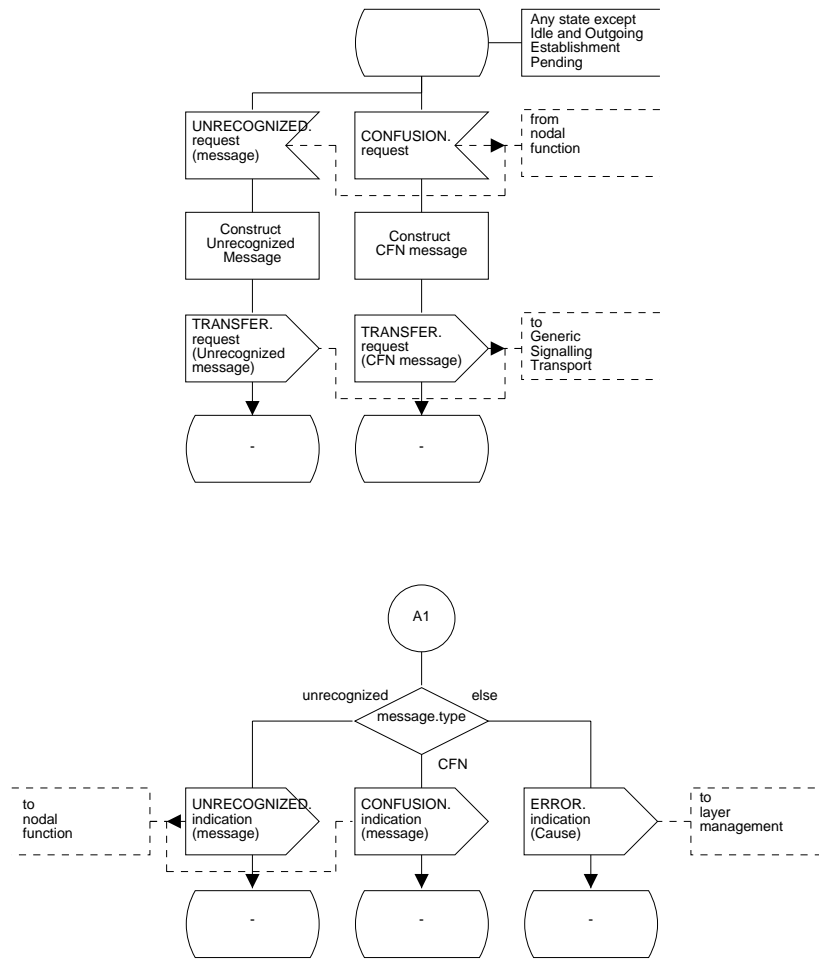 Any state except
Idle and Outgoing
Establishment
Pending
UNRECOGNIZED.
request
(message)
CONFUSION.
request
from
nodal
function
Construct
Unrecognized
Message
Construct
CFN message
TRANSFER.
request
(Unrecognized
message)
TRANSFER.
request
(CFN message)
to
Generic
Signalling
Transport
-
-
A1
unrecognized
else
message.type
CFN
to
nodal
function
UNRECOGNIZED.
indication
(message)
CONFUSION.
indication
(message)
ERROR.
indication
(Cause)
to
layer
management
-
-
-